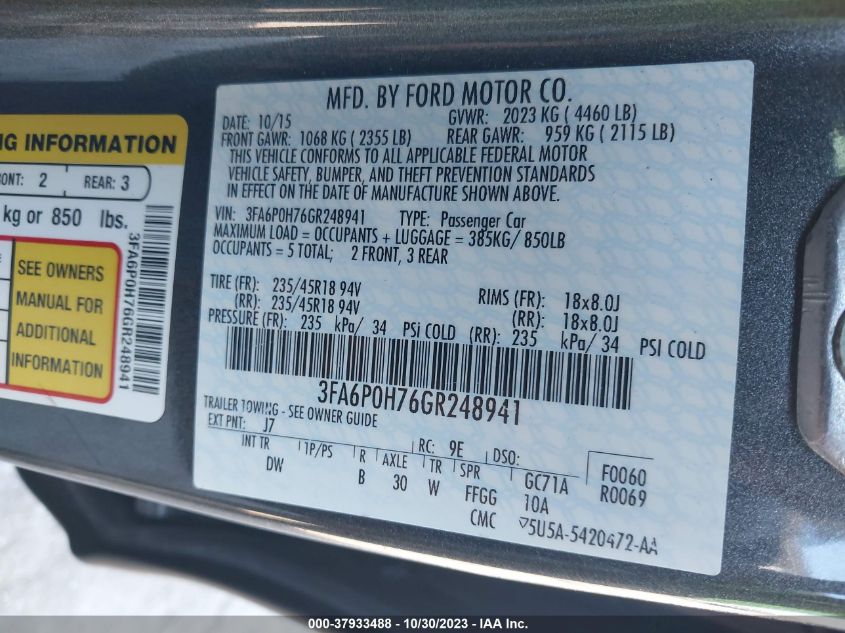 NG INFORMATION
ONT: 2 REAR: 3
kg or 850 lbs.
SEE OWNERS
MANUAL FOR
ADDITIONAL
INFORMATION
3FA6P0H76GR248941
MFD. BY FORD MOTOR CO.
DATE: 10/15 GVWR: 2023 KG ( 4460 LB)
FRONT GAWR: 1068 KG ( 2355 LB) REAR GAWR: 959 KG ( 2115 LB)
THIS VEHICLE CONFORMS TO ALL APPLICABLE FEDERAL MOTOR
VEHICLE SAFETY, BUMPER, AND THEFT PREVENTION STANDARDS
IN EFFECT ON THE DATE OF MANUFACTURE SHOWN ABOVE.
VIN: 3FA6P0H76GR248941 TYPE: Passenger Car
MAXIMUM LOAD = OCCUPANTS + LUGGAGE = 385KG/ 850LB
OCCUPANTS = 5 TOTAL; 2 FRONT, 3 REAR
TIRE (FR): 235/45R18 94V RIMS (FR): 18x8.0J
(RR): 235/45R18 94V (RR): 18x8.0J
PRESSURE (FR): 235 kPa/ 34 PSI COLD (RR): 235 kPa/ 34 PSI COLD
3FA6P0H76GR248941
TRAILER TOWING - SEE OWNER GUIDE
EXT PNT: J7 RC: 9E DSO: F0060
INT TR TP/PS R AXLE TR SPR GC71A R0069
DW B 30 W FFGG 10A
CMC ▽5U5A-5420472-AA
000-37933488 - 10/30/2023 - IAA Inc.